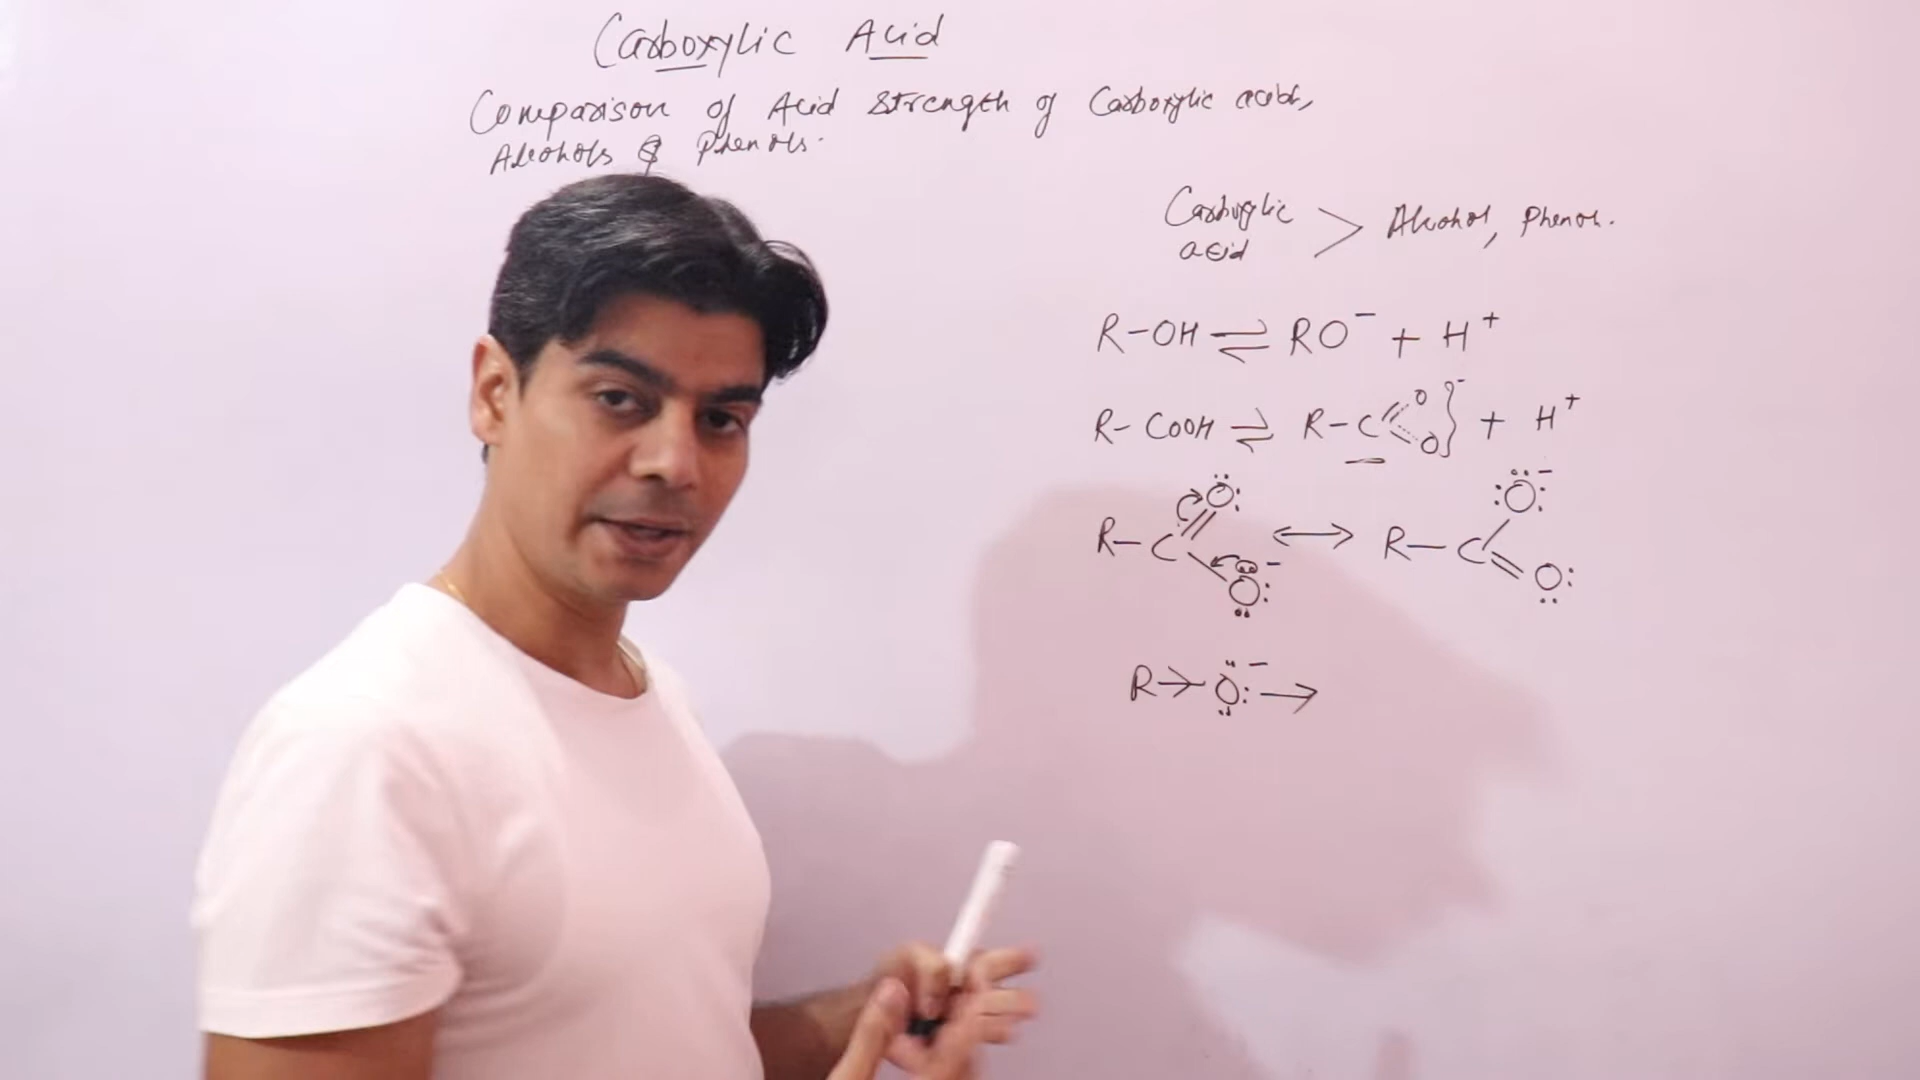 Carboxylic Acid
Comparison of Acid Strength of Carboxylic acids,
Alcohols & Phenols.
Carboxylic acid > Alcohol, Phenol.
R-OH ⇌ RO⁻ + H⁺
R-COOH ⇌ R-C O O}⁻ + H⁺
R-C O O⁻ ↔ R-C O⁻ O
R→O⁻ →